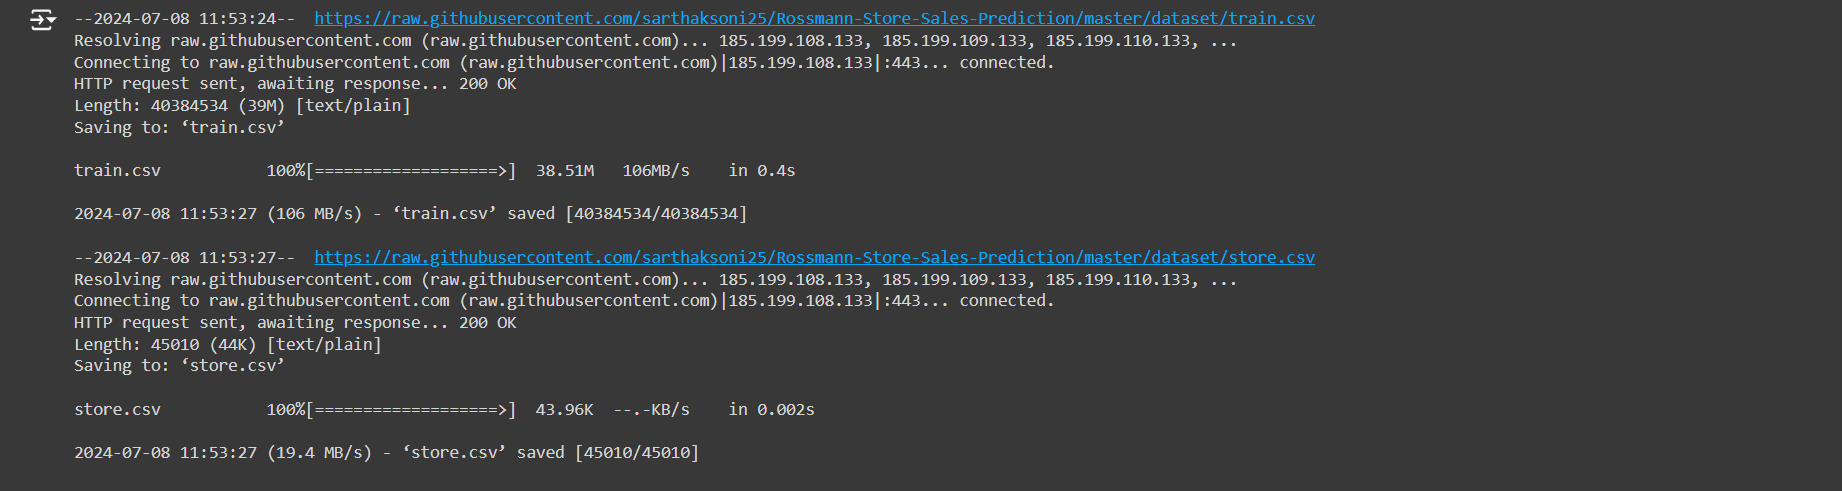 --2024-07-08 11:53:24--  https://raw.githubusercontent.com/sarthaksoni25/Rossmann-Store-Sales-Prediction/master/dataset/train.csv
Resolving raw.githubusercontent.com (raw.githubusercontent.com)... 185.199.108.133, 185.199.109.133, 185.199.110.133, ...
Connecting to raw.githubusercontent.com (raw.githubusercontent.com)|185.199.108.133|:443... connected.
HTTP request sent, awaiting response... 200 OK
Length: 40384534 (39M) [text/plain]
Saving to: ‘train.csv’
train.csv           100%[===================>]  38.51M   106MB/s    in 0.4s
2024-07-08 11:53:27 (106 MB/s) - ‘train.csv’ saved [40384534/40384534]
--2024-07-08 11:53:27--  https://raw.githubusercontent.com/sarthaksoni25/Rossmann-Store-Sales-Prediction/master/dataset/store.csv
Resolving raw.githubusercontent.com (raw.githubusercontent.com)... 185.199.108.133, 185.199.109.133, 185.199.110.133, ...
Connecting to raw.githubusercontent.com (raw.githubusercontent.com)|185.199.108.133|:443... connected.
HTTP request sent, awaiting response... 200 OK
Length: 45010 (44K) [text/plain]
Saving to: ‘store.csv’
store.csv           100%[===================>]  43.96K  --.-KB/s    in 0.002s
2024-07-08 11:53:27 (19.4 MB/s) - ‘store.csv’ saved [45010/45010]